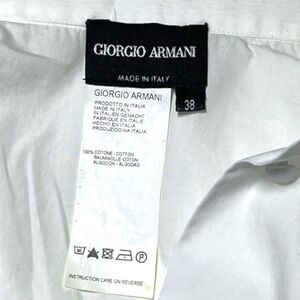 GIORGIO ARMANI
MADE IN ITALY
38
GIORGIO ARMANI
PRODOTTO IN ITALIA
MADE IN ITALY
IN ITALIEN GEMACHT
FABRIQUE EN ITALIE
HECHO EN ITALIA
PRODUZIDO NA ITALIA
100% COTONE - COTTON
BAUMWOLLE - COTON
ALGODON - ALGODRO
INSTRUCTION CARE ON REVERSE